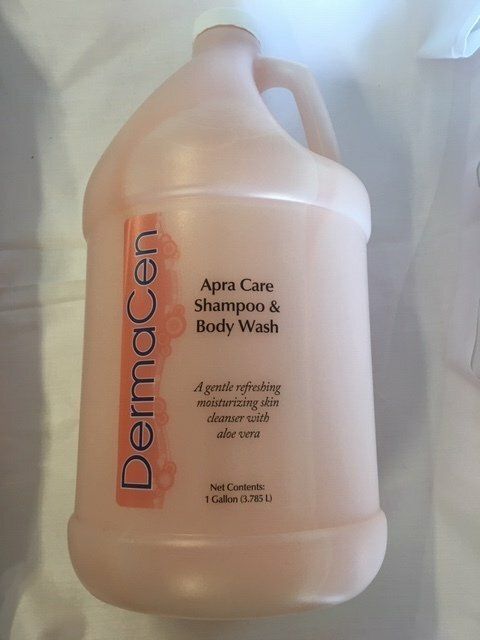 DermaCen
Apra Care
Shampoo &
Body Wash
A gentle refreshing
moisturizing skin
cleanser with
aloe vera
Net Contents:
1 Gallon (3.785 L)